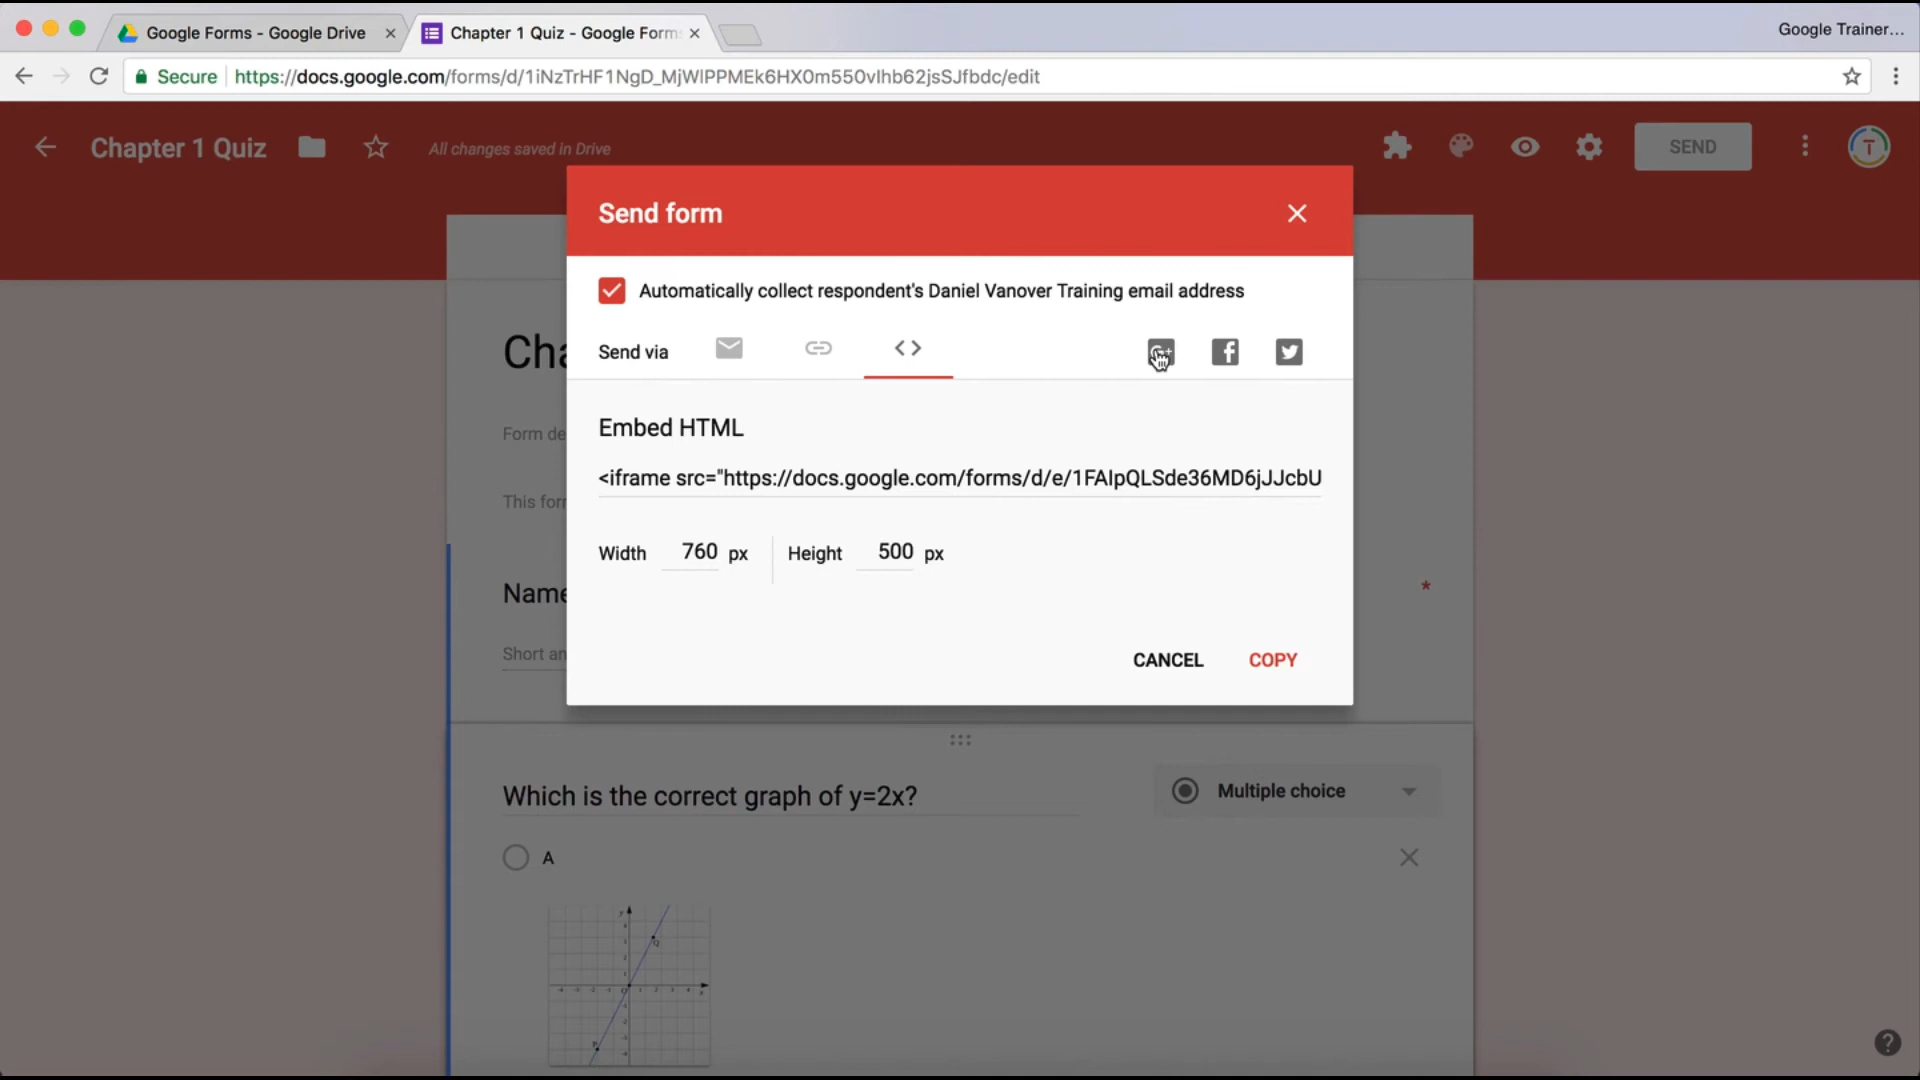 Google Forms - Google Drive
Chapter 1 Quiz - Google Form
Google Trainer...
Secure https://docs.google.com/forms/d/1iNzTrHF1NgD_MjWlPPMEk6HX0m550vIhb62jsSJfbdc/edit
Chapter 1 Quiz
All changes saved in Drive
SEND
T
Send form
Automatically collect respondent's Daniel Vanover Training email address
Send via
G+
Cha
Form de
Embed HTML
<iframe src="https://docs.google.com/forms/d/e/1FAIpQLSde36MD6jJJcbU
This for
Width 760 px Height 500 px
Name
*
Short an
CANCEL COPY
Which is the correct graph of y=2x?
Multiple choice
A
Q
P
?